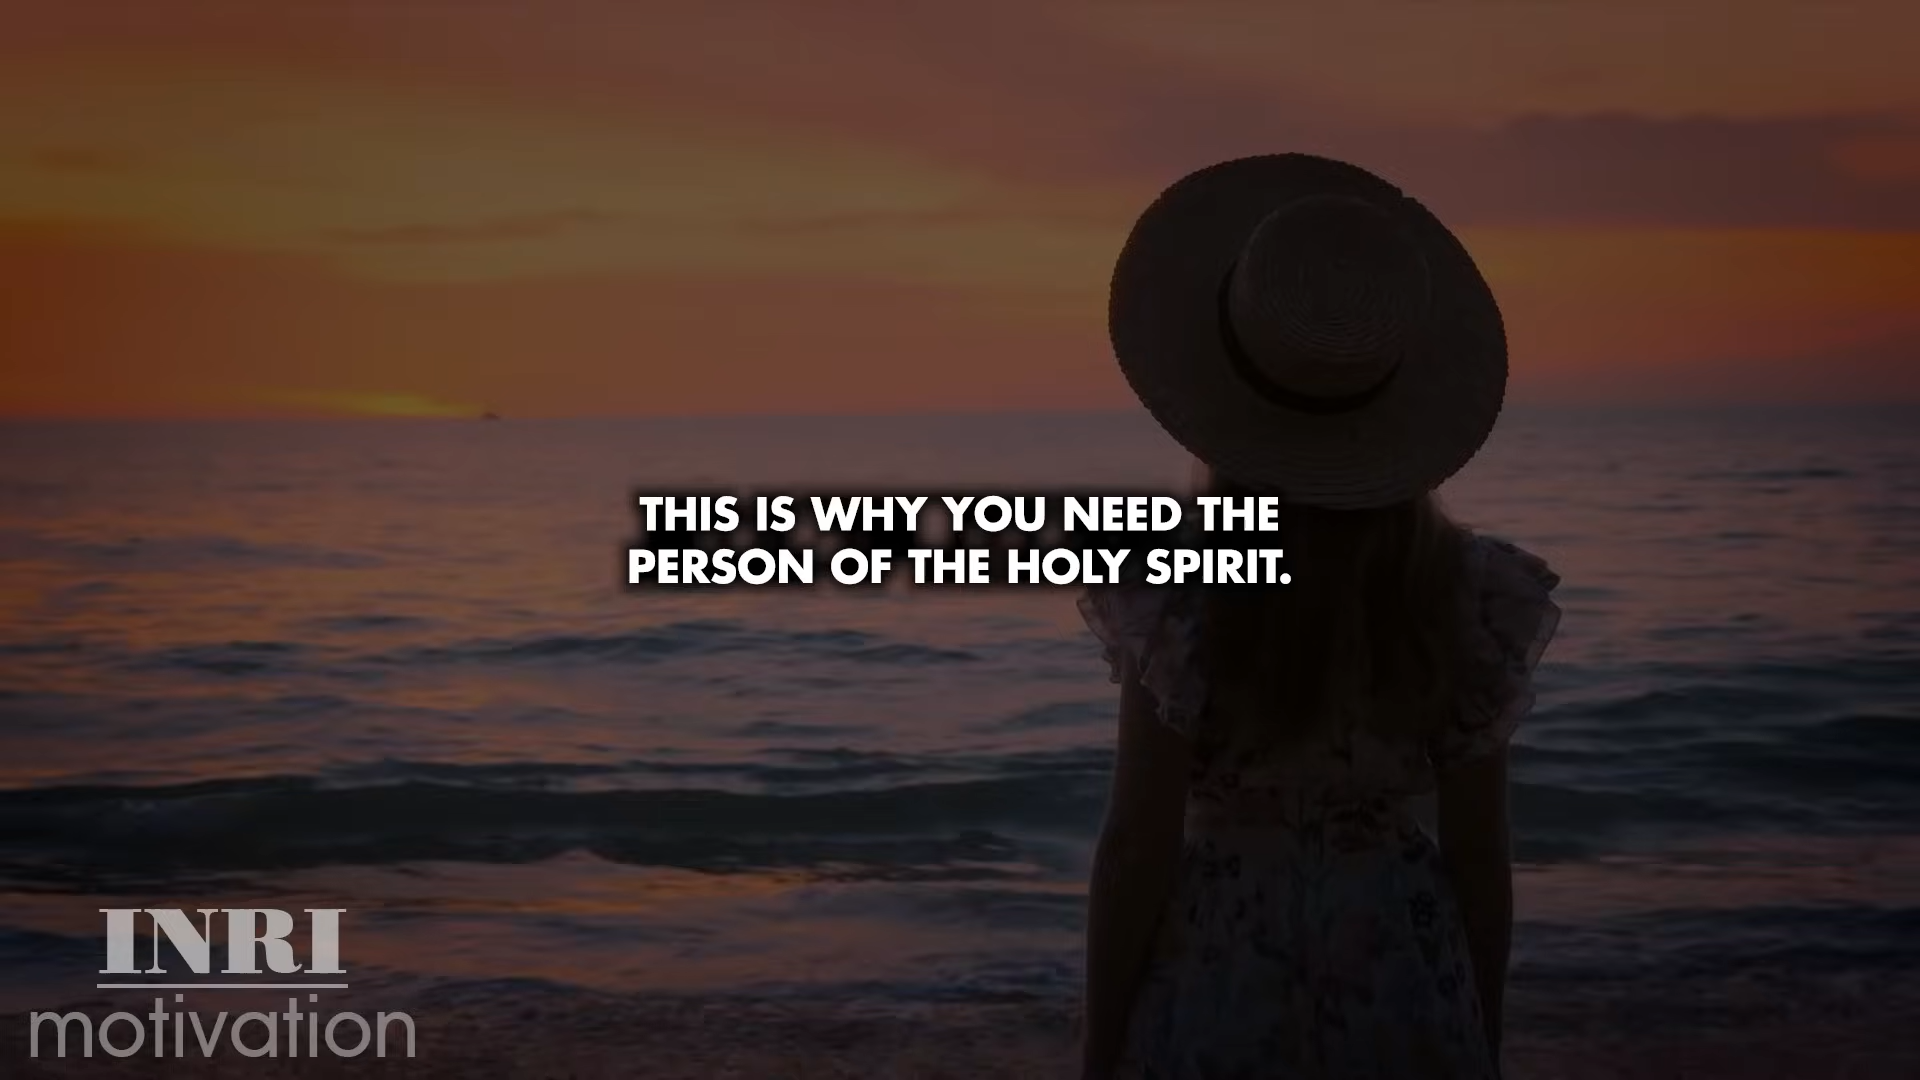 THIS IS WHY YOU NEED THE
PERSON OF THE HOLY SPIRIT.
INRI
motivation